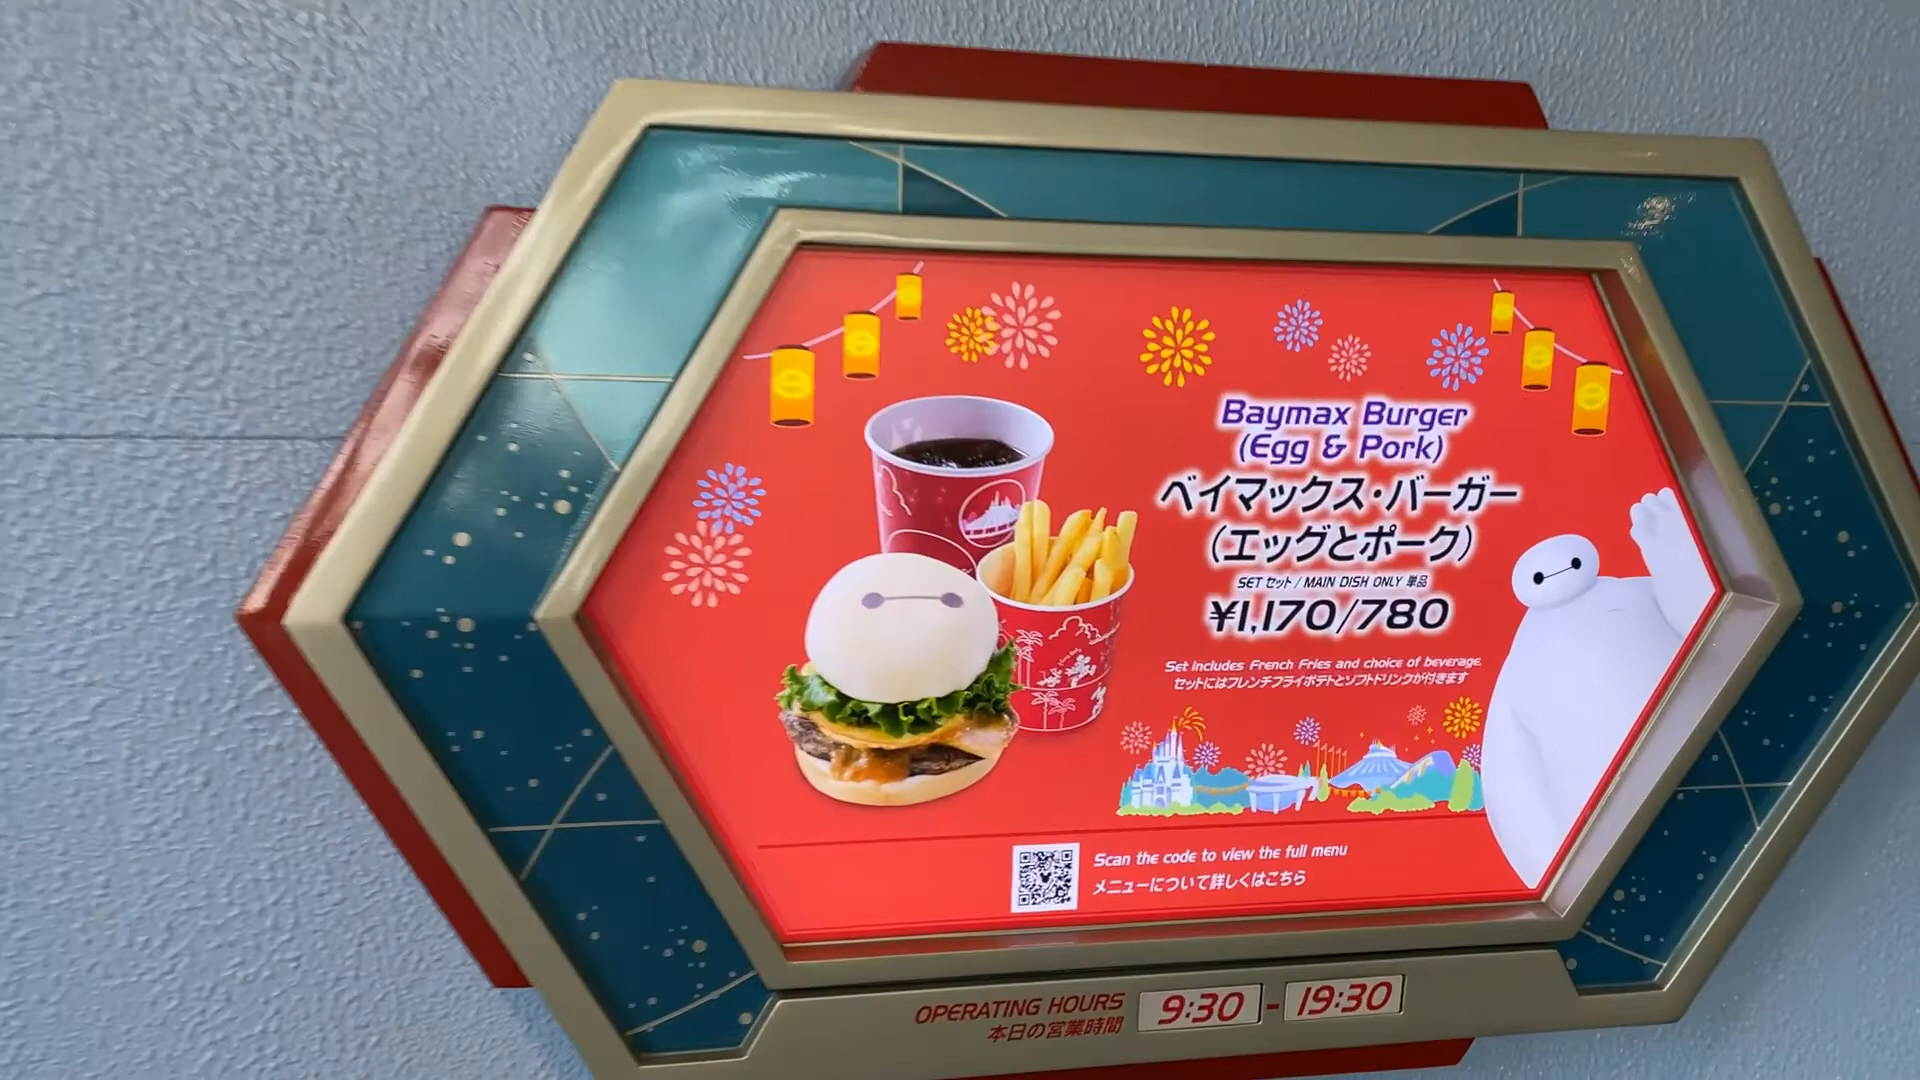 Baymax Burger
(Egg & Pork)
ベイマックス・バーガー
(エッグとポーク)
SET セット / MAIN DISH ONLY 単品
¥1,170/780
Set includes French Fries and choice of beverage.
セットにはフレンチフライポテトとソフトドリンクが付きます
Scan the code to view the full menu
メニューについて詳しくはこちら
OPERATING HOURS 9:30 - 19:30
本日の営業時間